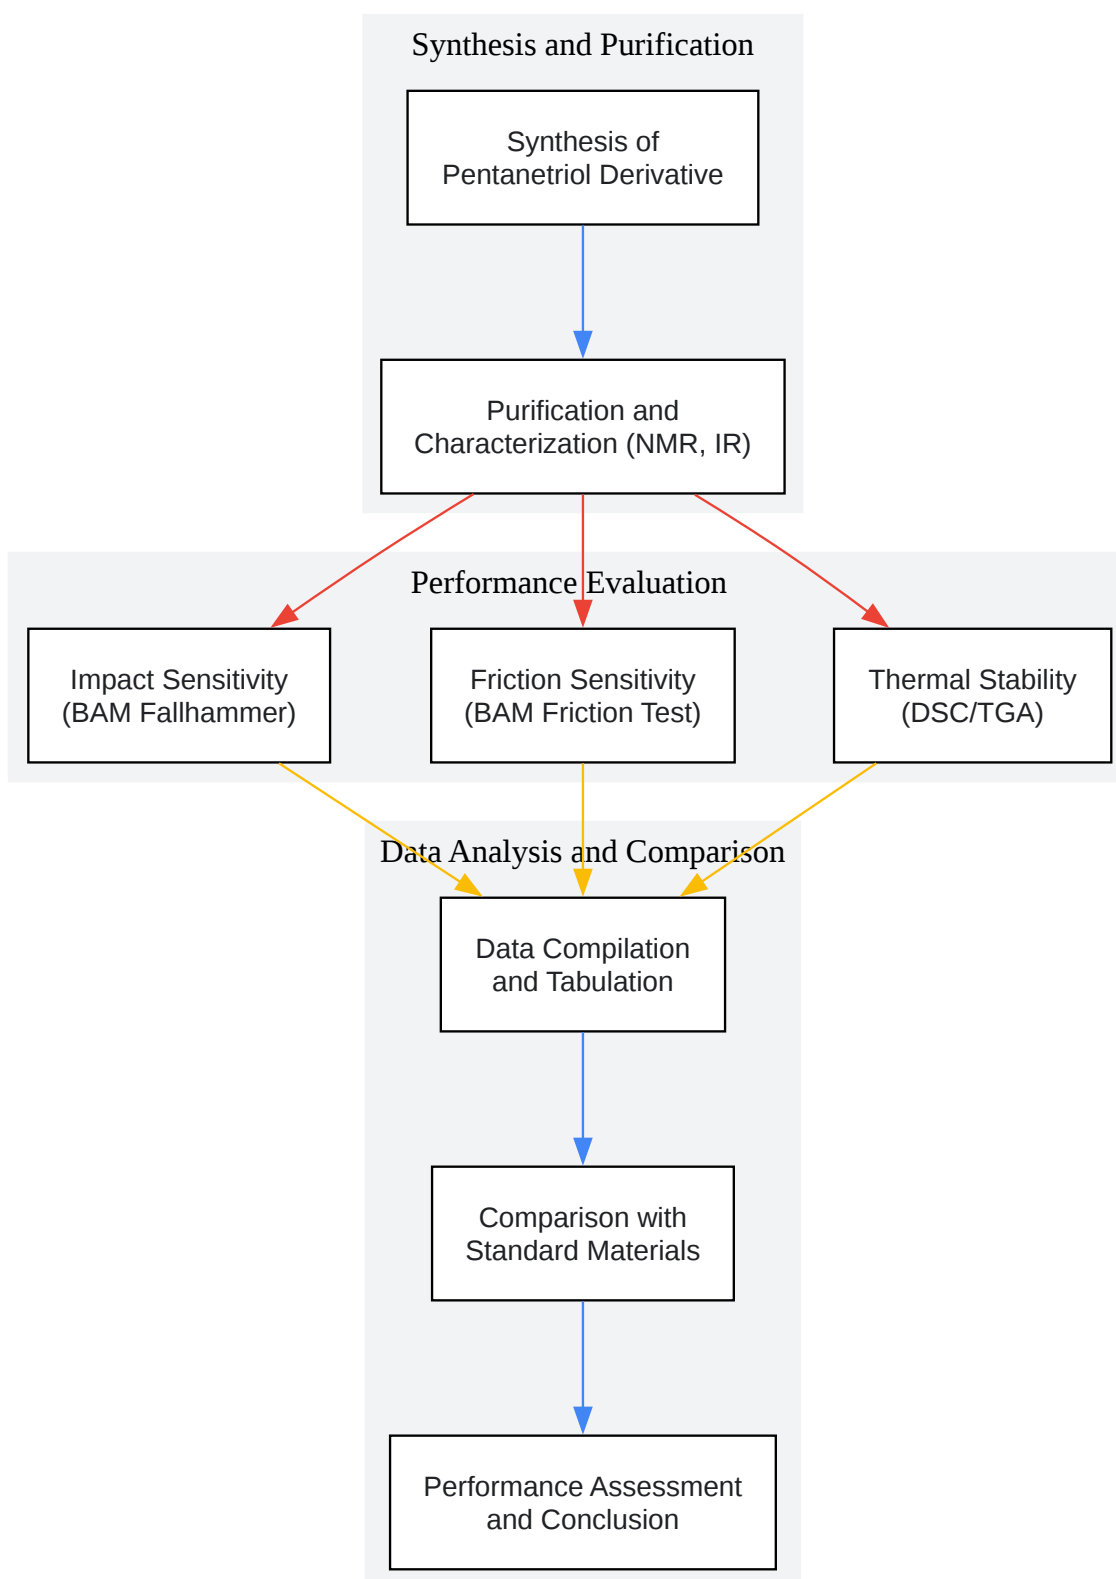 Synthesis and Purification
Synthesis of
Pentanetriol Derivative
Purification and
Characterization (NMR, IR)
Performance Evaluation
Impact Sensitivity
(BAM Fallhammer)
Friction Sensitivity
(BAM Friction Test)
Thermal Stability
(DSC/TGA)
Data Analysis and Comparison
Data Compilation
and Tabulation
Comparison with
Standard Materials
Performance Assessment
and Conclusion